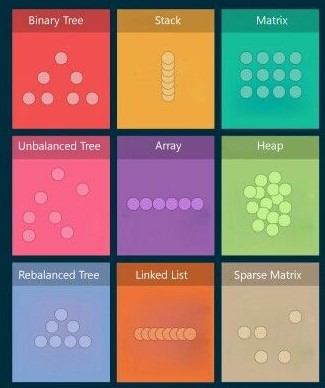 Binary Tree
Stack
Matrix
Unbalanced Tree
Array
Heap
Rebalanced Tree
Linked List
Sparse Matrix